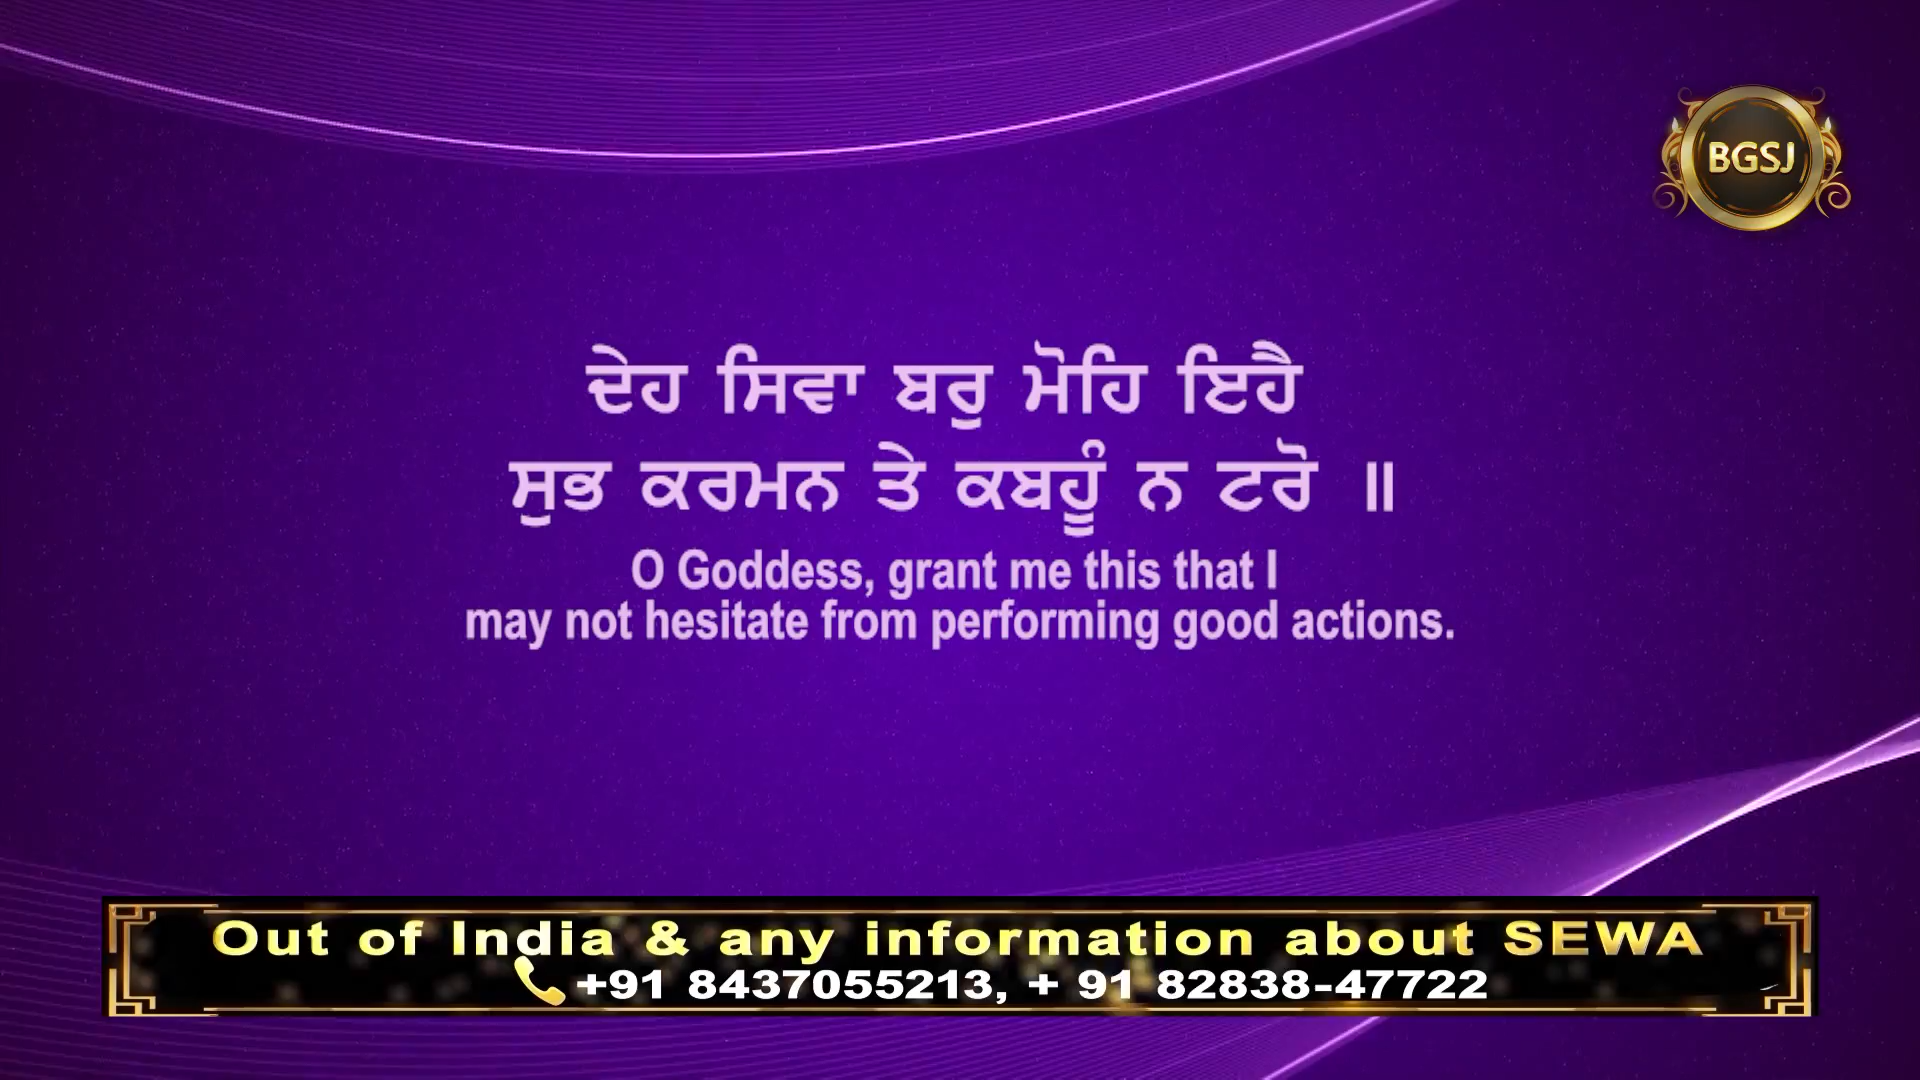 BGSJ
ਦੇਹ ਸਿਵਾ ਬਰੁ ਮੋਹਿ ਇਹੈ
ਸੁਭ ਕਰਮਨ ਤੇ ਕਬਹੂੰ ਨ ਟਰੋ ॥
O Goddess, grant me this that I
may not hesitate from performing good actions.
Out of India & any information about SEWA
+91 8437055213, + 91 82838-47722